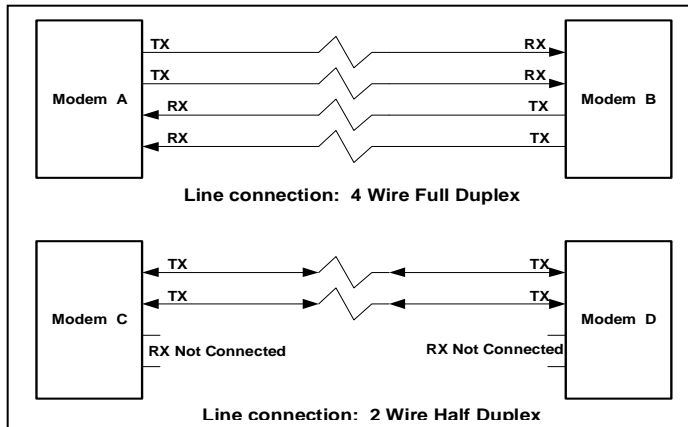 TX RX
TX RX
Modem A Modem B
RX TX
RX TX
Line connection: 4 Wire Full Duplex
TX TX
TX TX
Modem C Modem D
RX Not Connected RX Not Connected
Line connection: 2 Wire Half Duplex